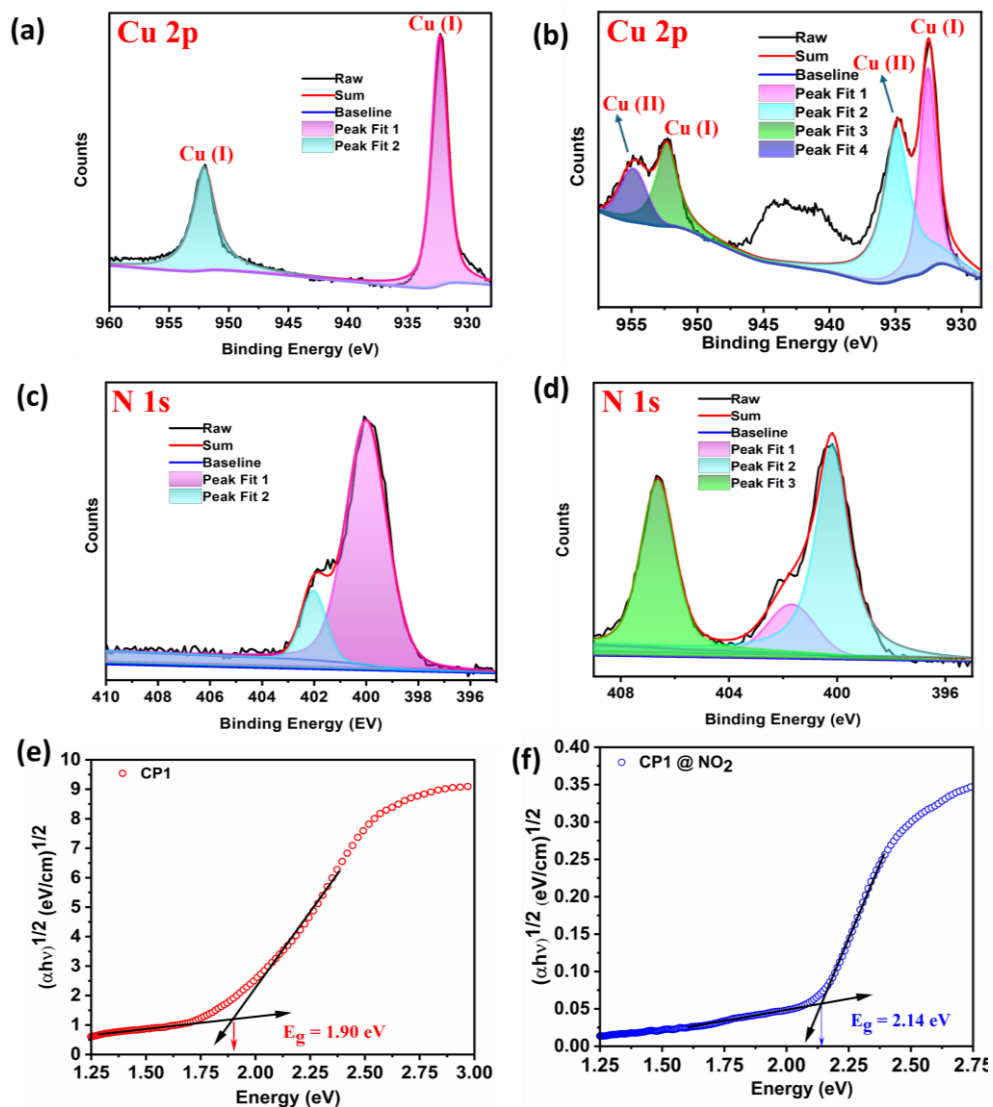 (a)
Cu 2p
Cu (I)
Raw
Sum
Baseline
Peak Fit 1
Peak Fit 2
Cu (I)
Counts
960 955 950 945 940 935 930
Binding Energy (eV)
(b)
Cu 2p
Cu (I)
Raw
Sum
Baseline
Peak Fit 1
Peak Fit 2
Peak Fit 3
Peak Fit 4
Cu (II)
Cu (II)
Cu (I)
Counts
955 950 945 940 935 930
Binding Energy (eV)
(c)
N 1s
Raw
Sum
Baseline
Peak Fit 1
Peak Fit 2
Counts
410 408 406 404 402 400 398 396
Binding Energy (EV)
(d)
N 1s
Raw
Sum
Baseline
Peak Fit 1
Peak Fit 2
Peak Fit 3
Counts
408 404 400 396
Binding Energy (eV)
(e)
CP1
(αhν)1/2 (eV/cm)1/2
10
9
8
7
6
5
4
3
2
1
0
Eg = 1.90 eV
1.25 1.50 1.75 2.00 2.25 2.50 2.75 3.00
Energy (eV)
(f)
CP1 @ NO2
(αhν)1/2 (eV/cm)1/2
0.40
0.35
0.30
0.25
0.20
0.15
0.10
0.05
0.00
Eg = 2.14 eV
1.25 1.50 1.75 2.00 2.25 2.50 2.75
Energy (eV)